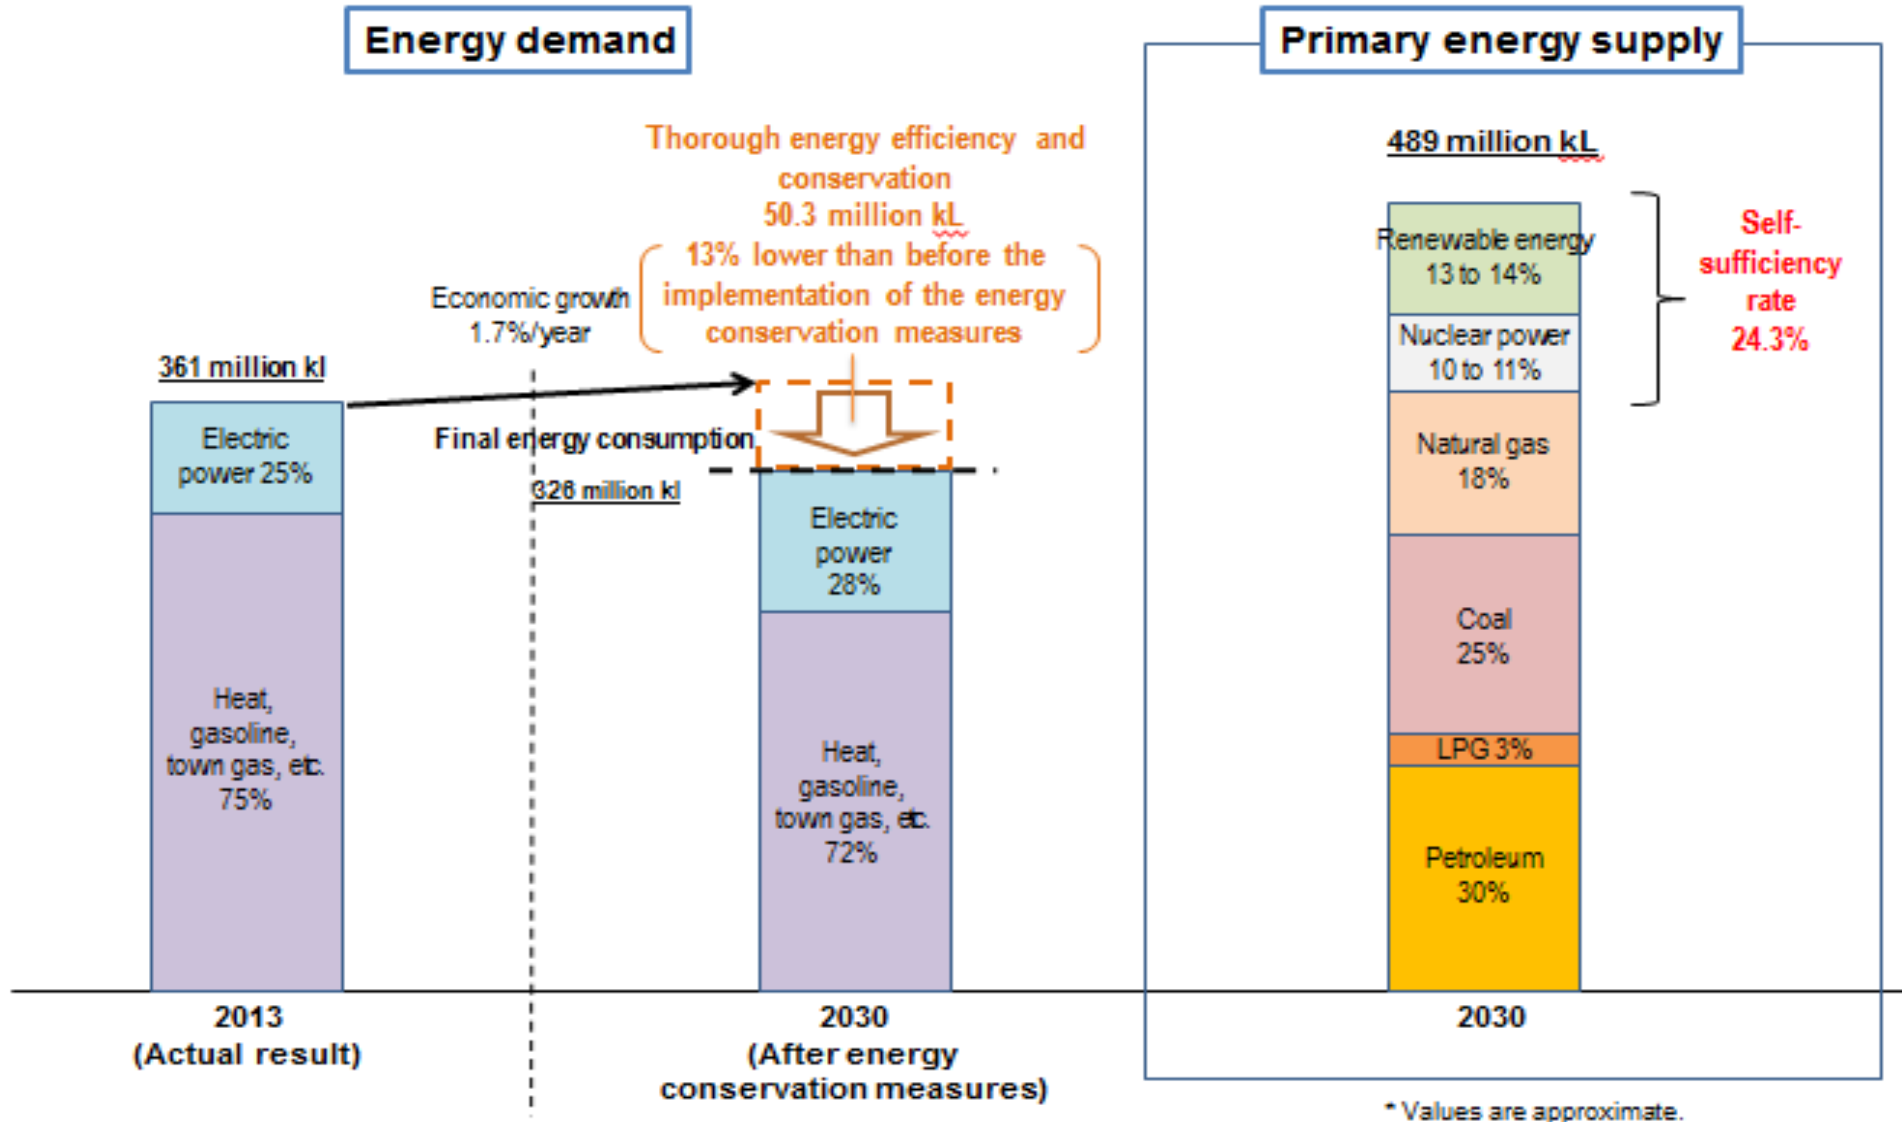 Energy demand
Thorough energy efficiency and
conservation
50.3 million kL
13% lower than before the
implementation of the energy
conservation measures
Economic growth
1.7%/year
361 million kl
Electric
power 25%
Heat,
gasoline,
town gas, etc.
75%
2013
(Actual result)
Final energy consumption
326 million kl
Electric
power
28%
Heat,
gasoline,
town gas, etc.
72%
2030
(After energy
conservation measures)
Primary energy supply
489 million kL
Renewable energy
13 to 14%
Nuclear power
10 to 11%
Natural gas
18%
Coal
25%
LPG 3%
Petroleum
30%
2030
Self-
sufficiency
rate
24.3%
* Values are approximate.